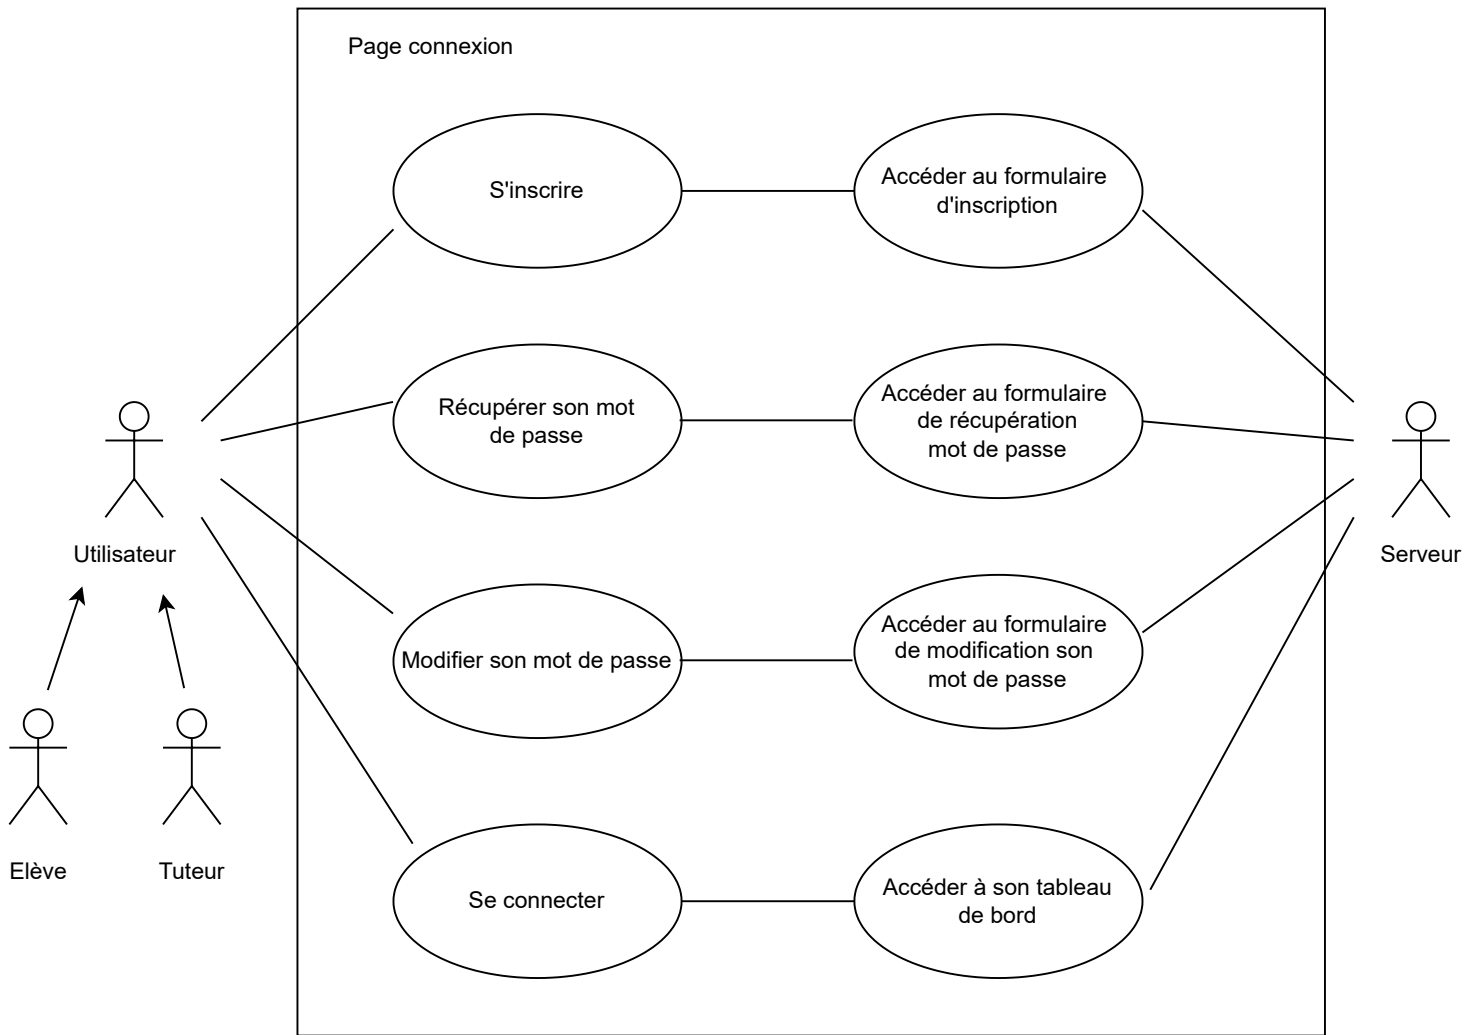 Page connexion
S'inscrire
Accéder au formulaire
d'inscription
Récupérer son mot
de passe
Accéder au formulaire
de récupération
mot de passe
Utilisateur
Serveur
Modifier son mot de passe
Accéder au formulaire
de modification son
mot de passe
Elève
Tuteur
Se connecter
Accéder à son tableau
de bord